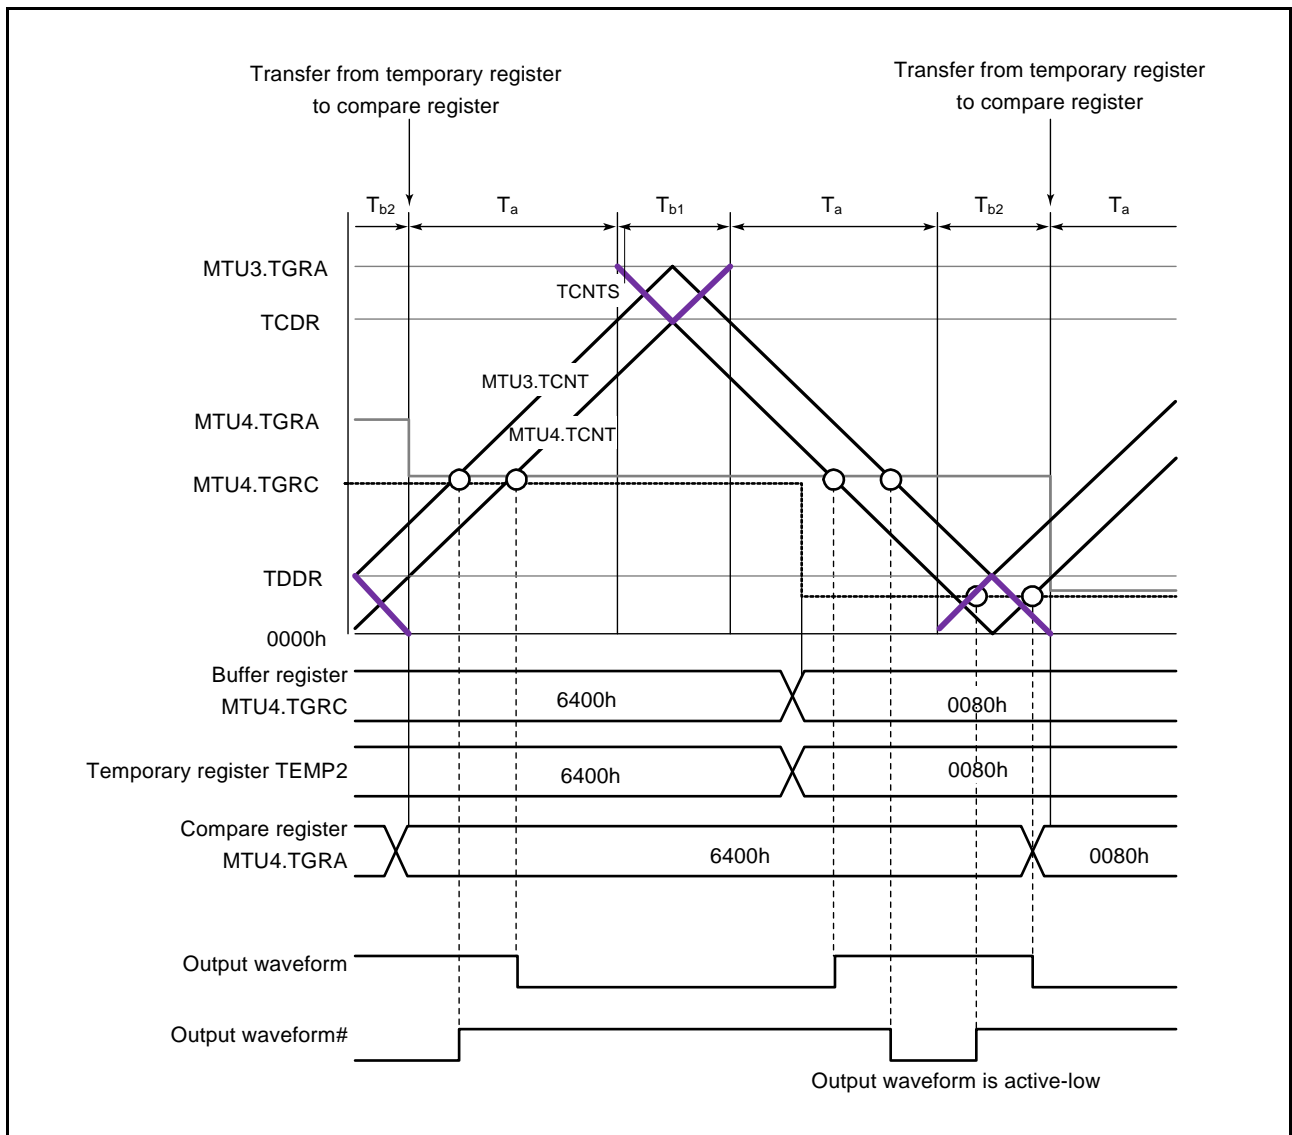 Transfer from temporary register
to compare register
Transfer from temporary register
to compare register
Tb2
Ta
Tb1
Ta
Tb2
Ta
MTU3.TGRA
TCNTS
TCDR
MTU3.TCNT
MTU4.TGRA
MTU4.TCNT
MTU4.TGRC
TDDR
0000h
Buffer register
MTU4.TGRC
6400h
0080h
Temporary register TEMP2
6400h
0080h
Compare register
MTU4.TGRA
6400h
0080h
Output waveform
Output waveform#
Output waveform is active-low